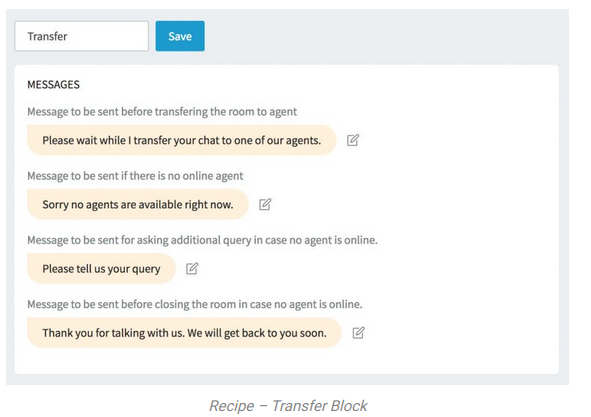 Transfer
Save
MESSAGES
Message to be sent before transfering the room to agent
Please wait while I transfer your chat to one of our agents.
Message to be sent if there is no online agent
Sorry no agents are available right now.
Message to be sent for asking additional query in case no agent is online.
Please tell us your query
Message to be sent before closing the room in case no agent is online.
Thank you for talking with us. We will get back to you soon.
Recipe – Transfer Block